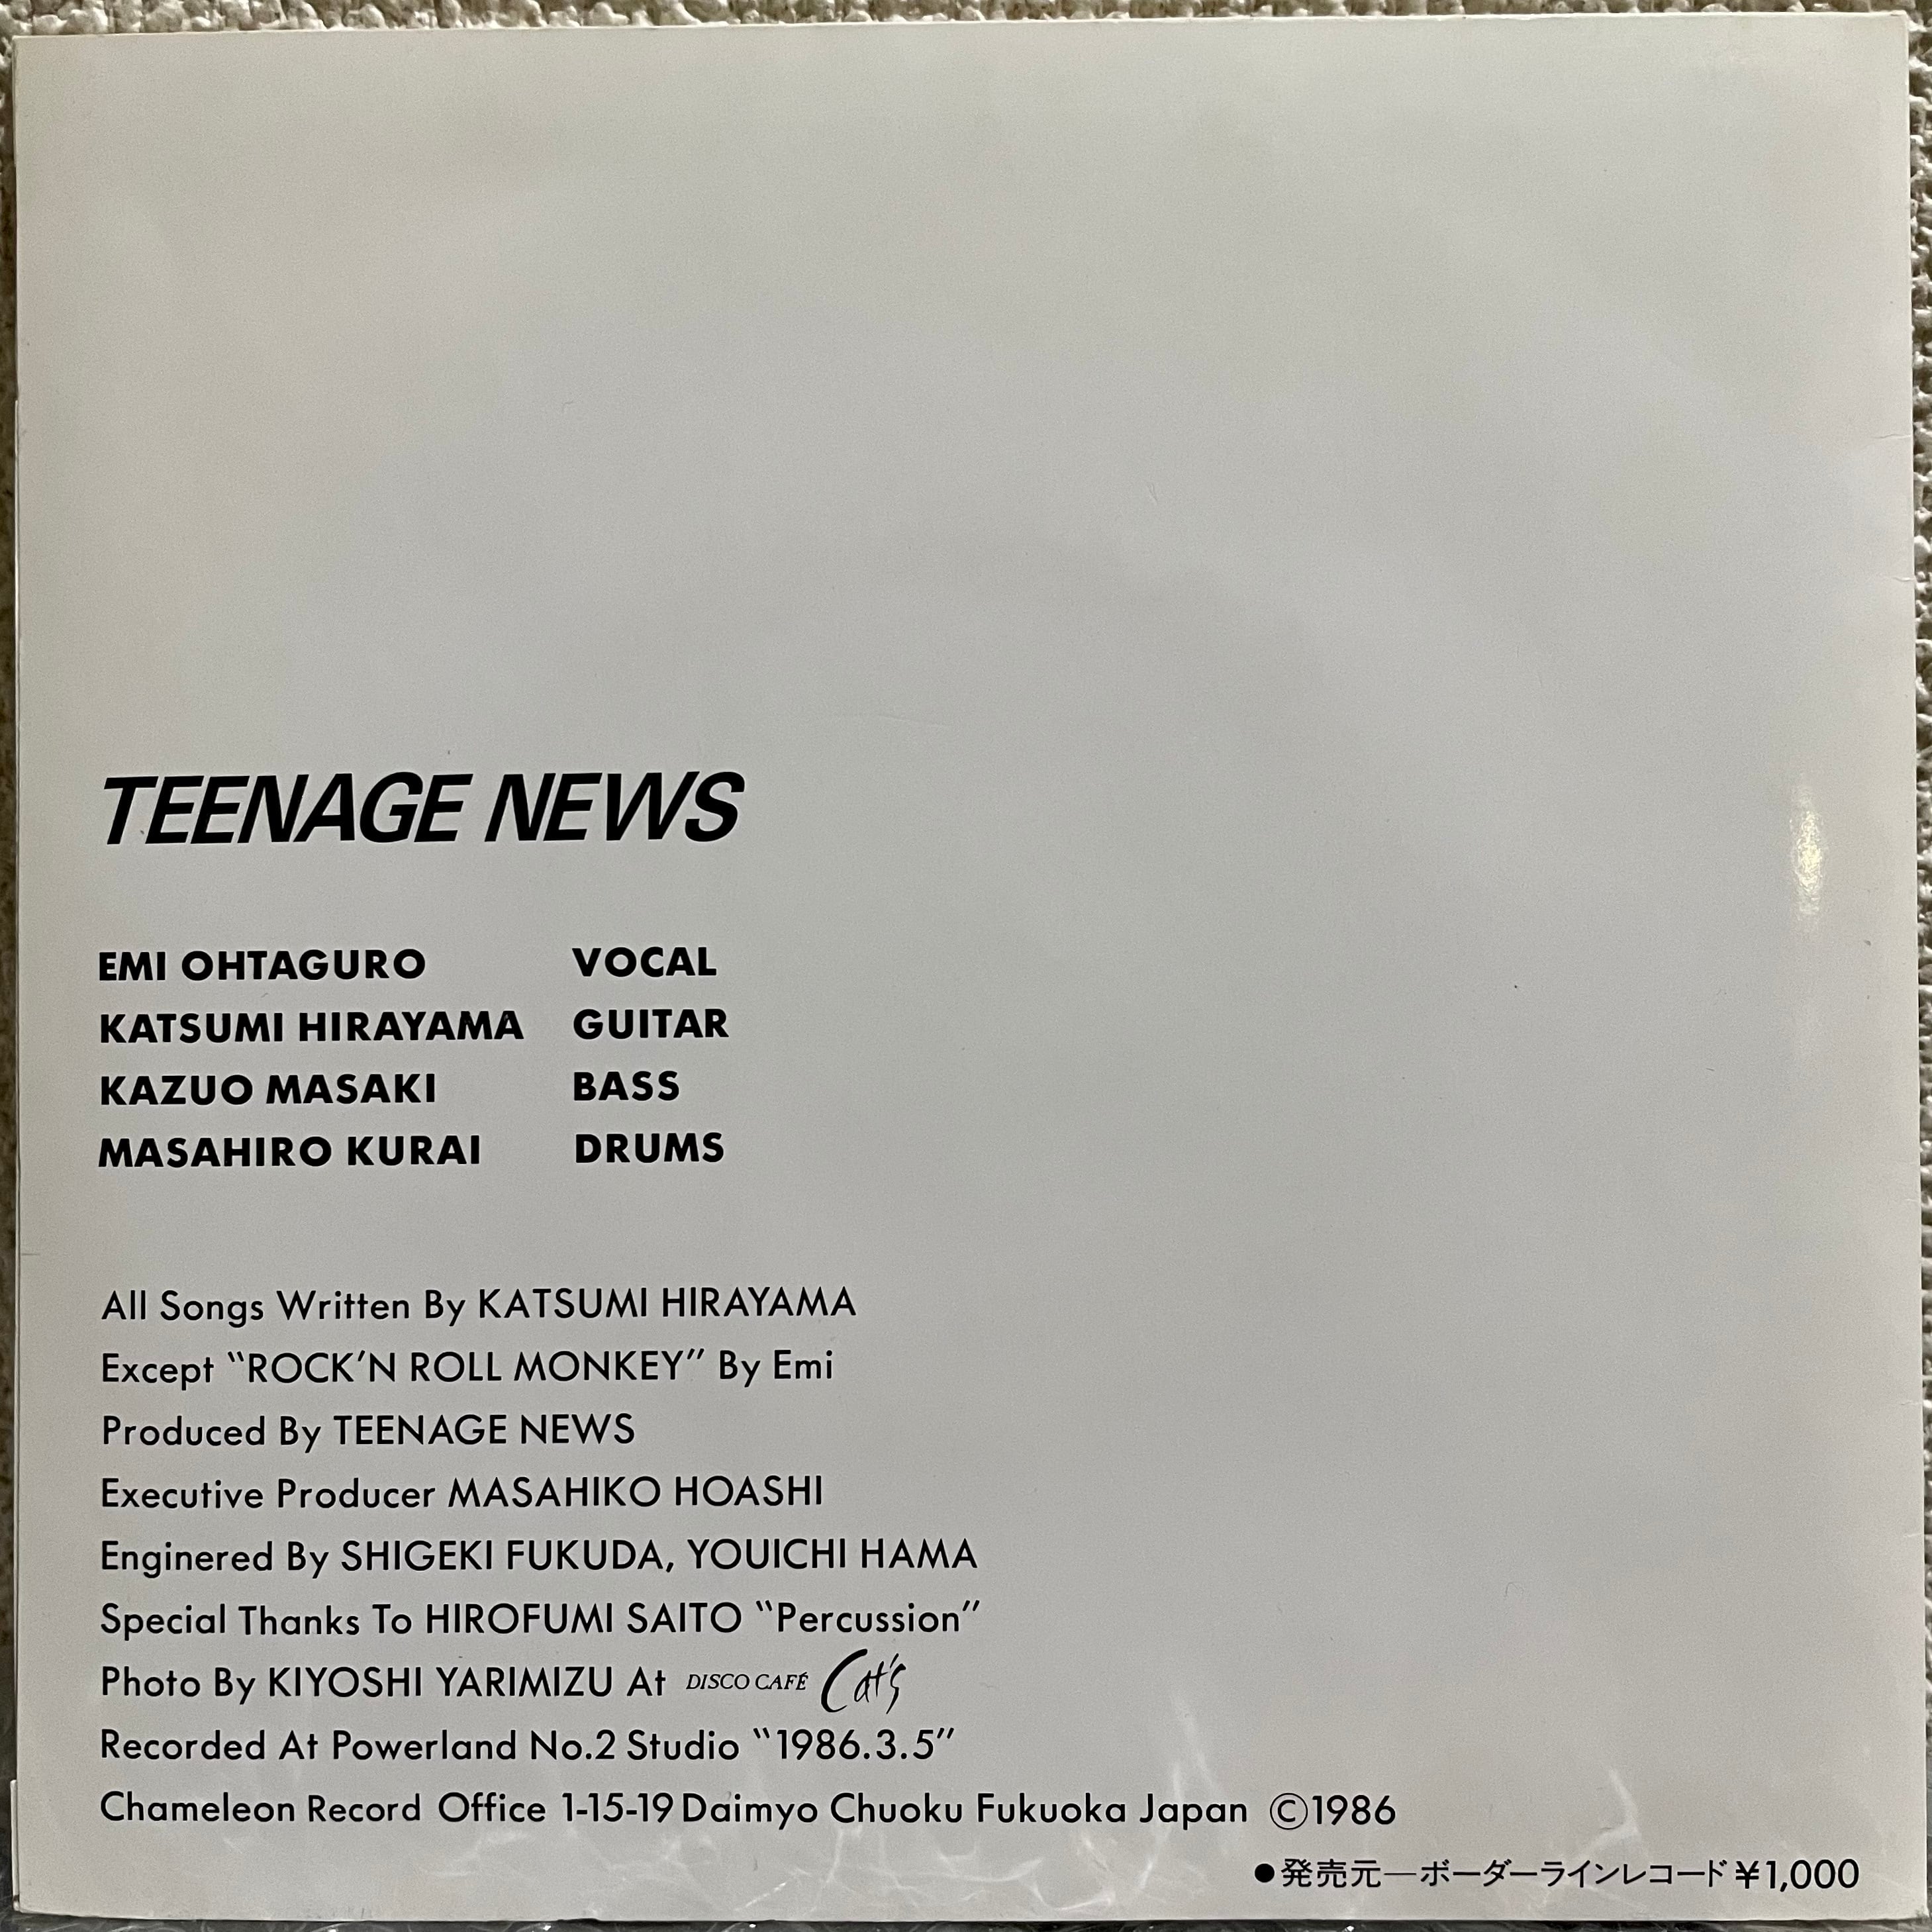 TEENAGE NEWS
EMI OHTAGURO VOCAL
KATSUMI HIRAYAMA GUITAR
KAZUO MASAKI BASS
MASAHIRO KURAI DRUMS
All Songs Written By KATSUMI HIRAYAMA
Except "ROCK'N ROLL MONKEY" By Emi
Produced By TEENAGE NEWS
Executive Producer MASAHIKO HOASHI
Enginered By SHIGEKI FUKUDA, YOUICHI HAMA
Special Thanks To HIROFUMI SAITO "Percussion"
Photo By KIYOSHI YARIMIZU At DISCO CAFÉ Cat's
Recorded At Powerland No.2 Studio "1986.3.5"
Chameleon Record Office 1-15-19 Daimyo Chuoku Fukuoka Japan ©1986
●発売元—ボーダーラインレコード ¥1,000